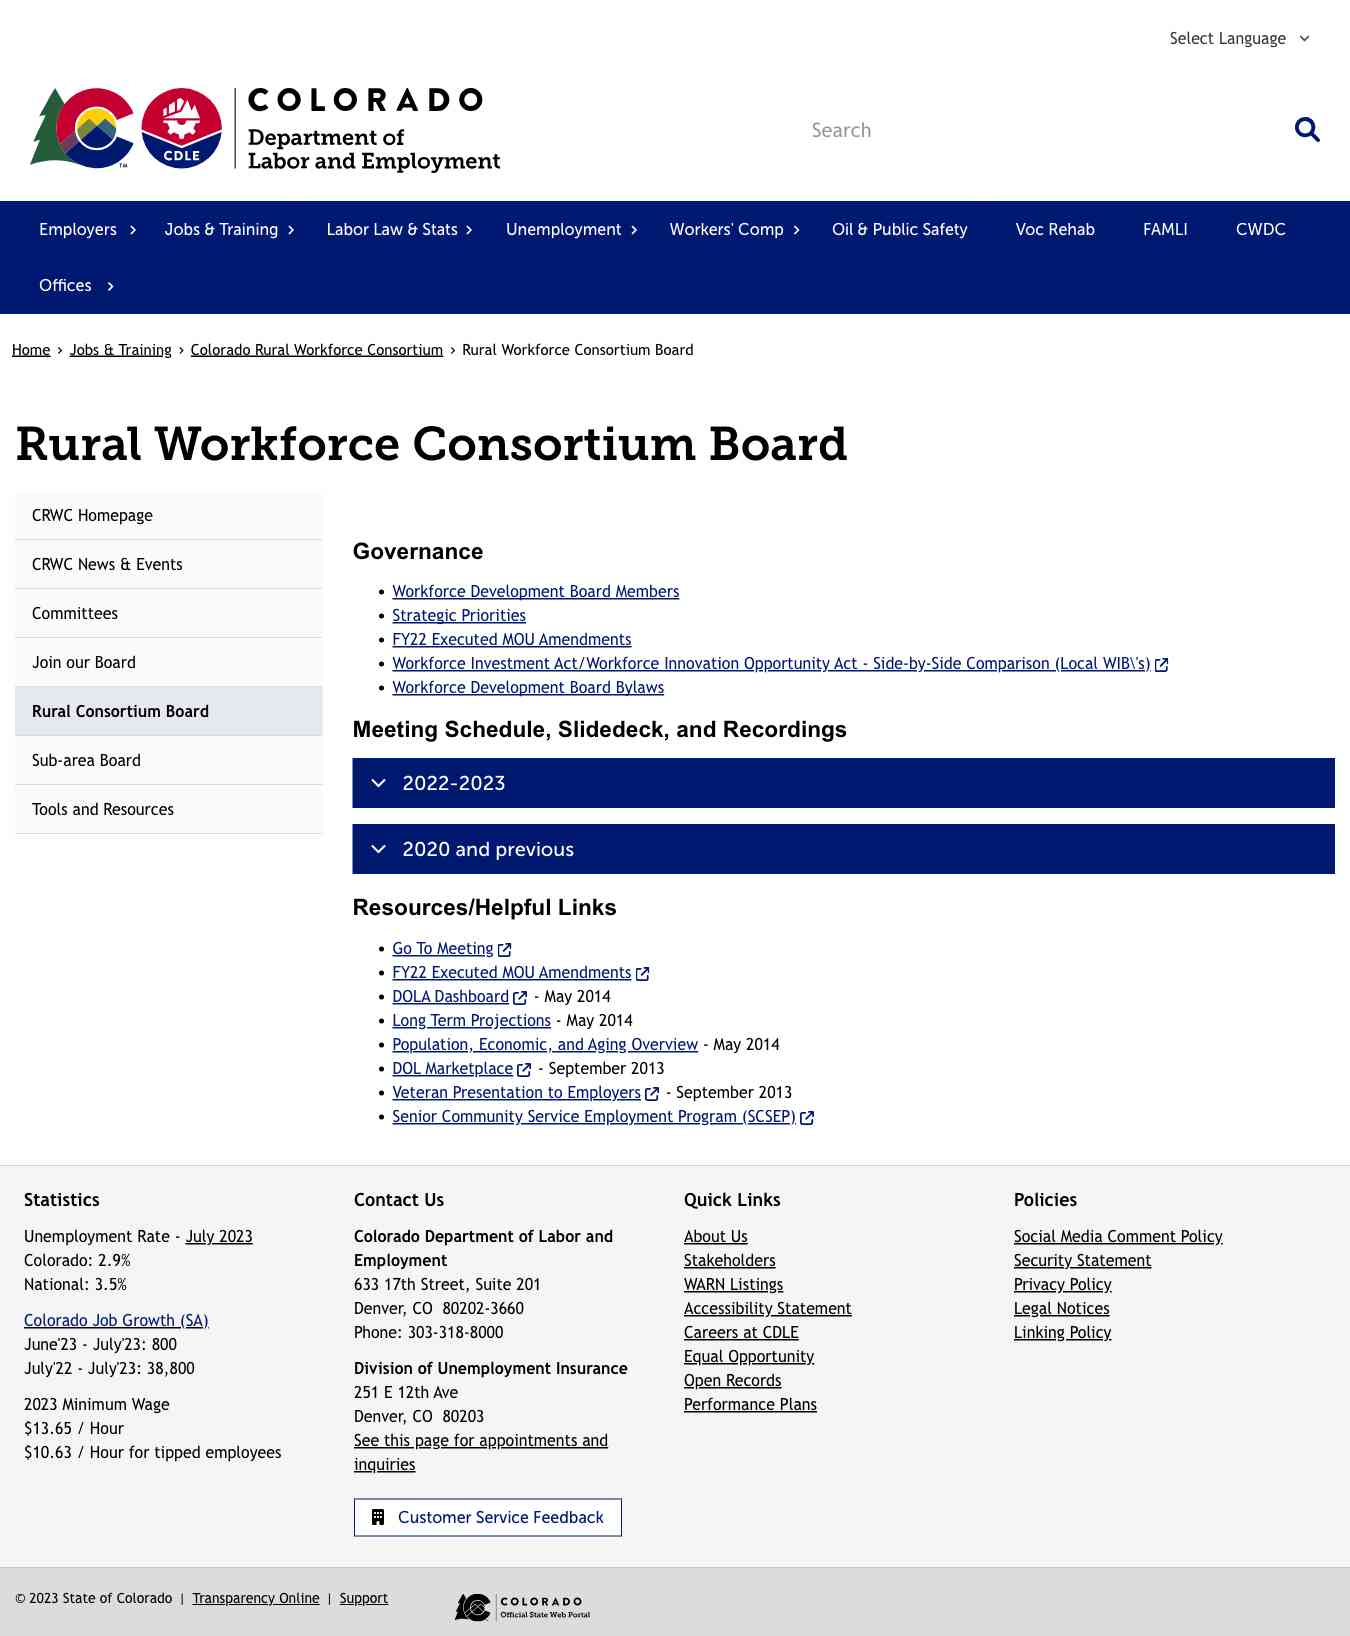 Select Language
COLORADO
Department of
Labor and Employment
CDLE
TM
Search
Employers
Jobs & Training
Labor Law & Stats
Unemployment
Workers' Comp
Oil & Public Safety
Voc Rehab
FAMLI
CWDC
Offices
Home › Jobs & Training › Colorado Rural Workforce Consortium › Rural Workforce Consortium Board
Rural Workforce Consortium Board
CRWC Homepage
CRWC News & Events
Committees
Join our Board
Rural Consortium Board
Sub-area Board
Tools and Resources
Governance
• Workforce Development Board Members
• Strategic Priorities
• FY22 Executed MOU Amendments
• Workforce Investment Act/Workforce Innovation Opportunity Act - Side-by-Side Comparison (Local WIB\'s)
• Workforce Development Board Bylaws
Meeting Schedule, Slidedeck, and Recordings
2022-2023
2020 and previous
Resources/Helpful Links
• Go To Meeting
• FY22 Executed MOU Amendments
• DOLA Dashboard - May 2014
• Long Term Projections - May 2014
• Population, Economic, and Aging Overview - May 2014
• DOL Marketplace - September 2013
• Veteran Presentation to Employers - September 2013
• Senior Community Service Employment Program (SCSEP)
Statistics
Unemployment Rate - July 2023
Colorado: 2.9%
National: 3.5%
Colorado Job Growth (SA)
June'23 - July'23: 800
July'22 - July'23: 38,800
2023 Minimum Wage
$13.65 / Hour
$10.63 / Hour for tipped employees
Contact Us
Colorado Department of Labor and
Employment
633 17th Street, Suite 201
Denver, CO 80202-3660
Phone: 303-318-8000
Division of Unemployment Insurance
251 E 12th Ave
Denver, CO 80203
See this page for appointments and
inquiries
Customer Service Feedback
Quick Links
About Us
Stakeholders
WARN Listings
Accessibility Statement
Careers at CDLE
Equal Opportunity
Open Records
Performance Plans
Policies
Social Media Comment Policy
Security Statement
Privacy Policy
Legal Notices
Linking Policy
© 2023 State of Colorado | Transparency Online | Support
COLORADO
Official State Web Portal